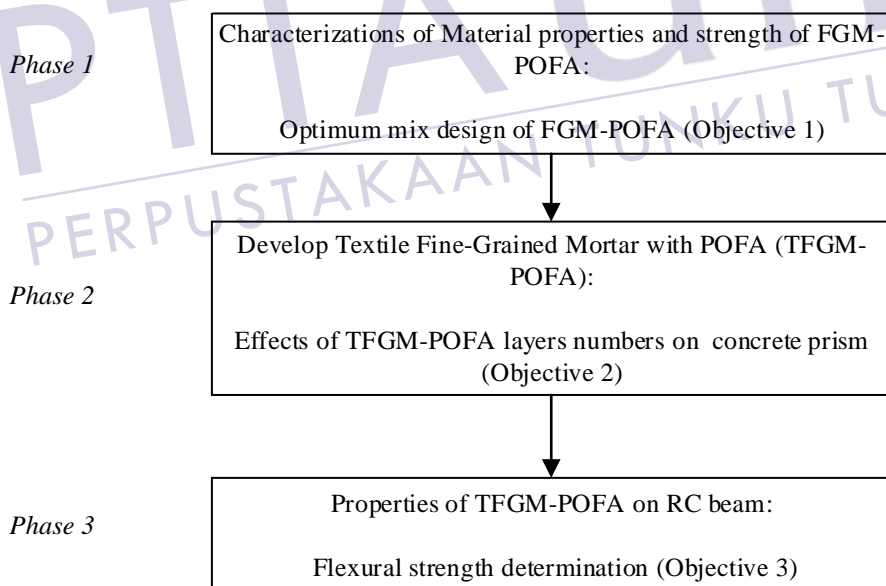 Phase 1
Characterizations of Material properties and strength of FGM-
POFA:
Optimum mix design of FGM-POFA (Objective 1)
PERPUSTAKAAN TUNKU TU
Phase 2
Develop Textile Fine-Grained Mortar with POFA (TFGM-
POFA):
Effects of TFGM-POFA layers numbers on concrete prism
(Objective 2)
Phase 3
Properties of TFGM-POFA on RC beam:
Flexural strength determination (Objective 3)